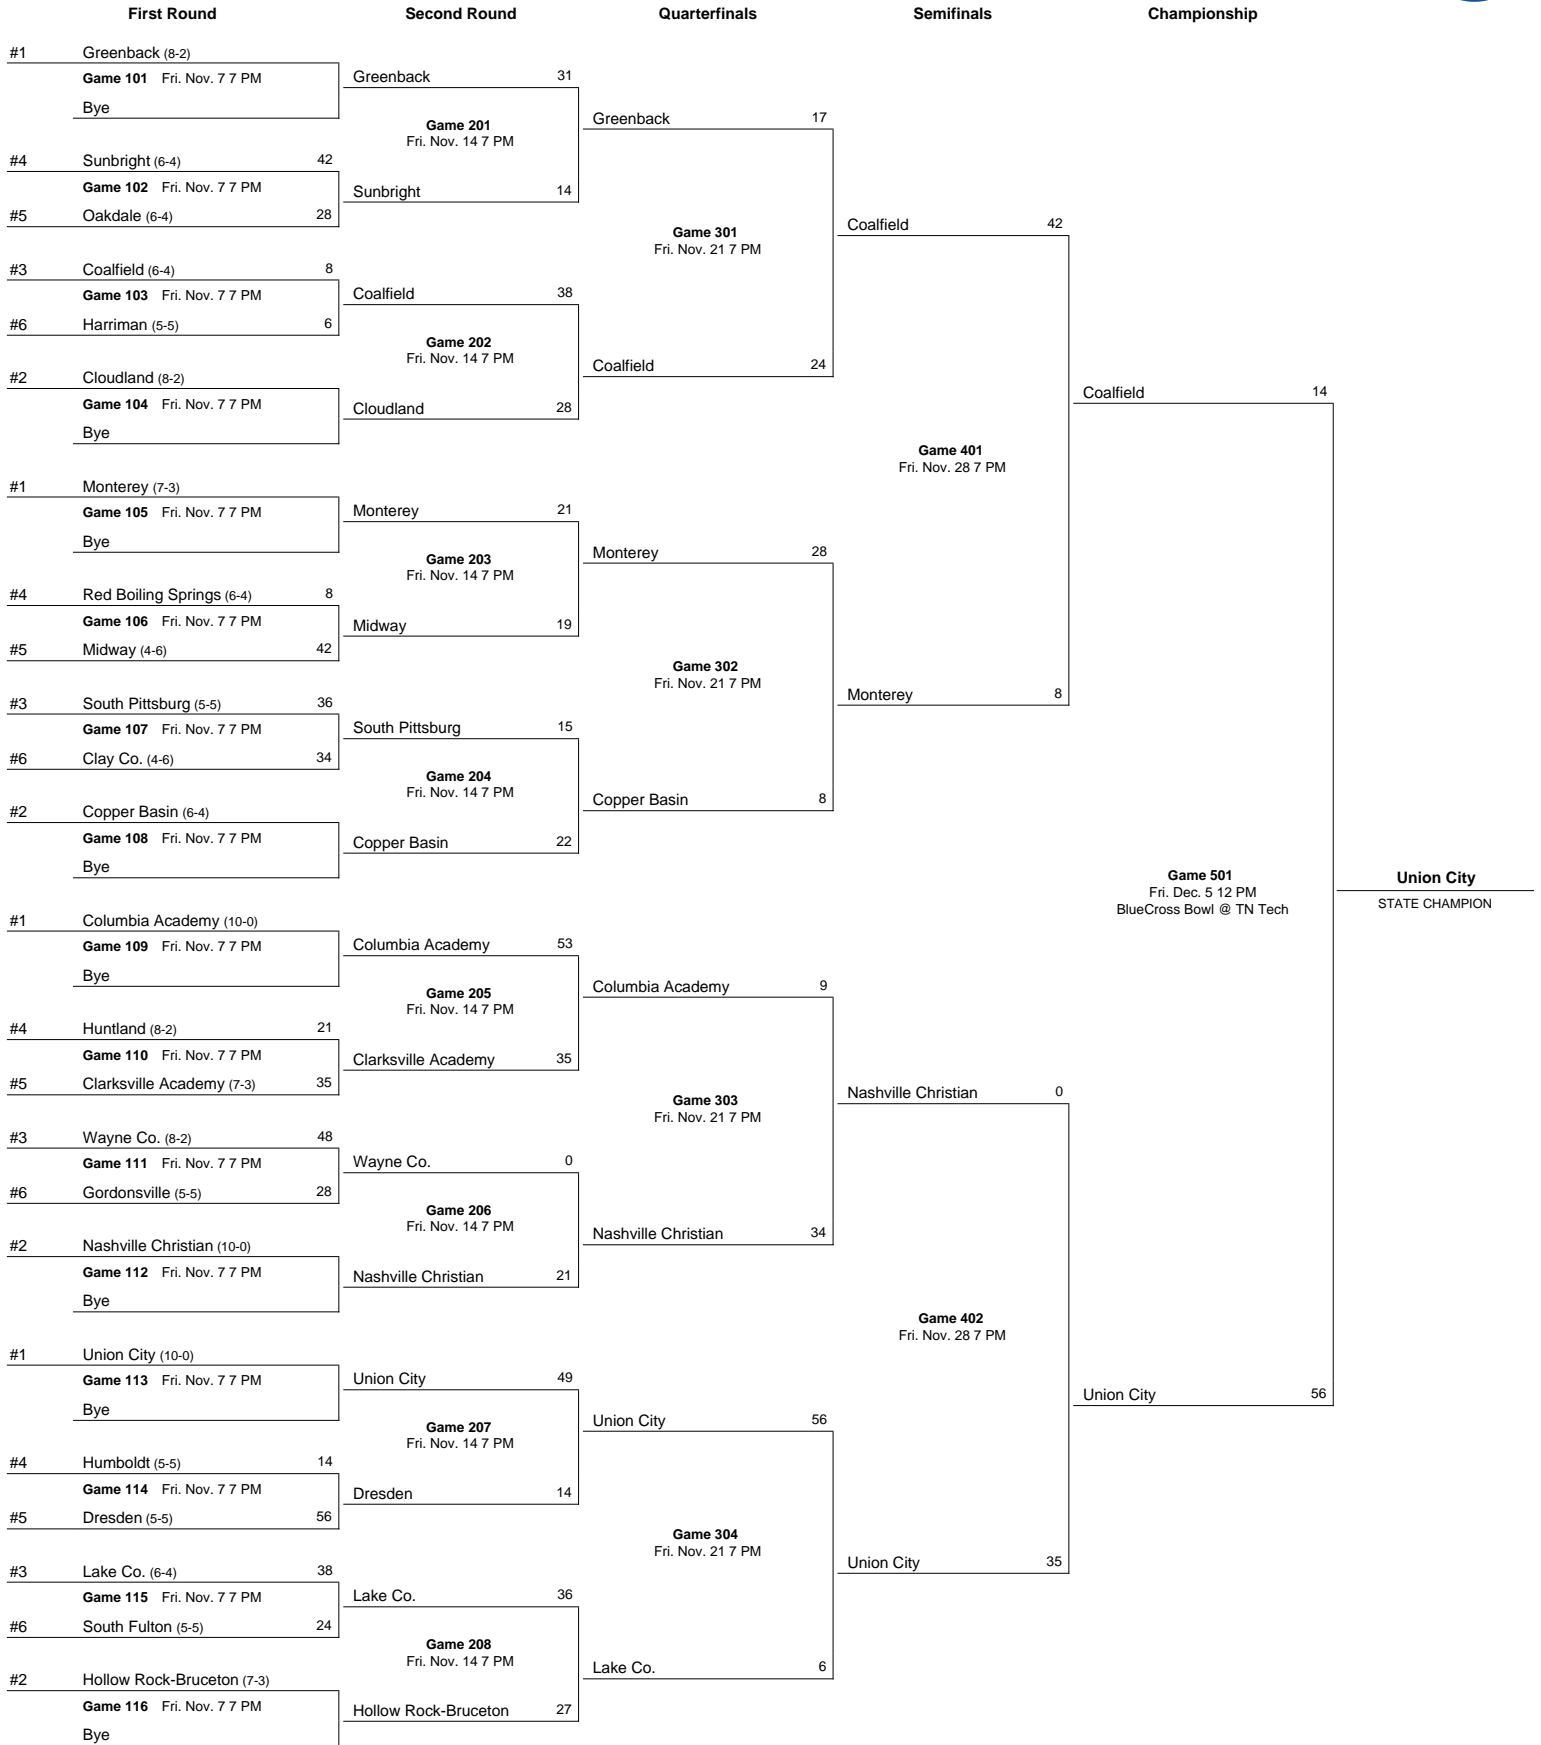 First Round
Second Round
Quarterfinals
Semifinals
Championship
#1 Greenback (8-2)
Game 101 Fri. Nov. 7 7 PM
Bye
#4 Sunbright (6-4) 42
Game 102 Fri. Nov. 7 7 PM
#5 Oakdale (6-4) 28
#3 Coalfield (6-4) 8
Game 103 Fri. Nov. 7 7 PM
#6 Harriman (5-5) 6
#2 Cloudland (8-2)
Game 104 Fri. Nov. 7 7 PM
Bye
#1 Monterey (7-3)
Game 105 Fri. Nov. 7 7 PM
Bye
#4 Red Boiling Springs (6-4) 8
Game 106 Fri. Nov. 7 7 PM
#5 Midway (4-6) 42
#3 South Pittsburg (5-5) 36
Game 107 Fri. Nov. 7 7 PM
#6 Clay Co. (4-6) 34
#2 Copper Basin (6-4)
Game 108 Fri. Nov. 7 7 PM
Bye
#1 Columbia Academy (10-0)
Game 109 Fri. Nov. 7 7 PM
Bye
#4 Huntland (8-2) 21
Game 110 Fri. Nov. 7 7 PM
#5 Clarksville Academy (7-3) 35
#3 Wayne Co. (8-2) 48
Game 111 Fri. Nov. 7 7 PM
#6 Gordonsville (5-5) 28
#2 Nashville Christian (10-0)
Game 112 Fri. Nov. 7 7 PM
Bye
#1 Union City (10-0)
Game 113 Fri. Nov. 7 7 PM
Bye
#4 Humboldt (5-5) 14
Game 114 Fri. Nov. 7 7 PM
#5 Dresden (5-5) 56
#3 Lake Co. (6-4) 38
Game 115 Fri. Nov. 7 7 PM
#6 South Fulton (5-5) 24
#2 Hollow Rock-Bruceton (7-3)
Game 116 Fri. Nov. 7 7 PM
Bye
Greenback 31
Game 201
Fri. Nov. 14 7 PM
Sunbright 14
Coalfield 38
Game 202
Fri. Nov. 14 7 PM
Cloudland 28
Monterey 21
Game 203
Fri. Nov. 14 7 PM
Midway 19
South Pittsburg 15
Game 204
Fri. Nov. 14 7 PM
Copper Basin 22
Columbia Academy 53
Game 205
Fri. Nov. 14 7 PM
Clarksville Academy 35
Wayne Co. 0
Game 206
Fri. Nov. 14 7 PM
Nashville Christian 21
Union City 49
Game 207
Fri. Nov. 14 7 PM
Dresden 14
Lake Co. 36
Game 208
Fri. Nov. 14 7 PM
Hollow Rock-Bruceton 27
Greenback 17
Game 301
Fri. Nov. 21 7 PM
Coalfield 24
Monterey 28
Game 302
Fri. Nov. 21 7 PM
Copper Basin 8
Columbia Academy 9
Game 303
Fri. Nov. 21 7 PM
Nashville Christian 34
Union City 56
Game 304
Fri. Nov. 21 7 PM
Lake Co. 6
Coalfield 42
Game 401
Fri. Nov. 28 7 PM
Monterey 8
Nashville Christian 0
Game 402
Fri. Nov. 28 7 PM
Union City 35
Coalfield 14
Game 501
Fri. Dec. 5 12 PM
BlueCross Bowl @ TN Tech
Union City 56
Union City
STATE CHAMPION